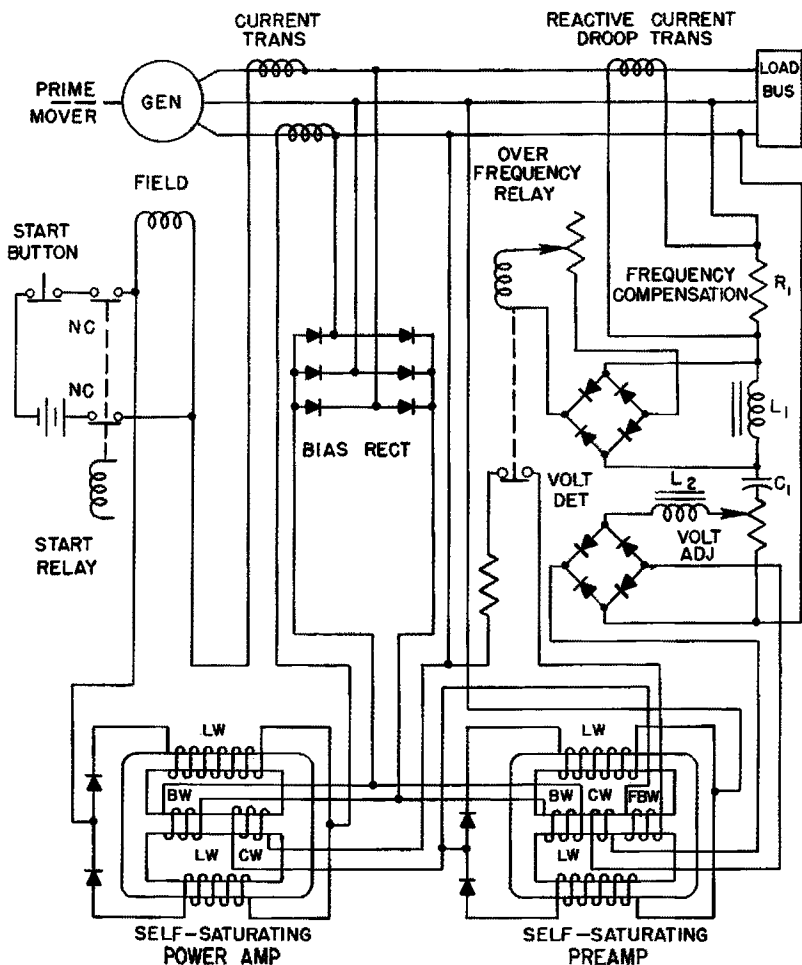 CURRENT
TRANS
REACTIVE CURRENT
DROOP TRANS
LOAD
BUS
PRIME
MOVER
GEN
OVER
FREQUENCY
RELAY
FIELD
START
BUTTON
NC
NC
FREQUENCY
COMPENSATION
R1
L1
BIAS RECT
VOLT
DET
L2
C1
VOLT
ADJ
START
RELAY
LW
LW
BW
BW
CW
FBW
LW
CW
LW
SELF-SATURATING
POWER AMP
SELF-SATURATING
PREAMP